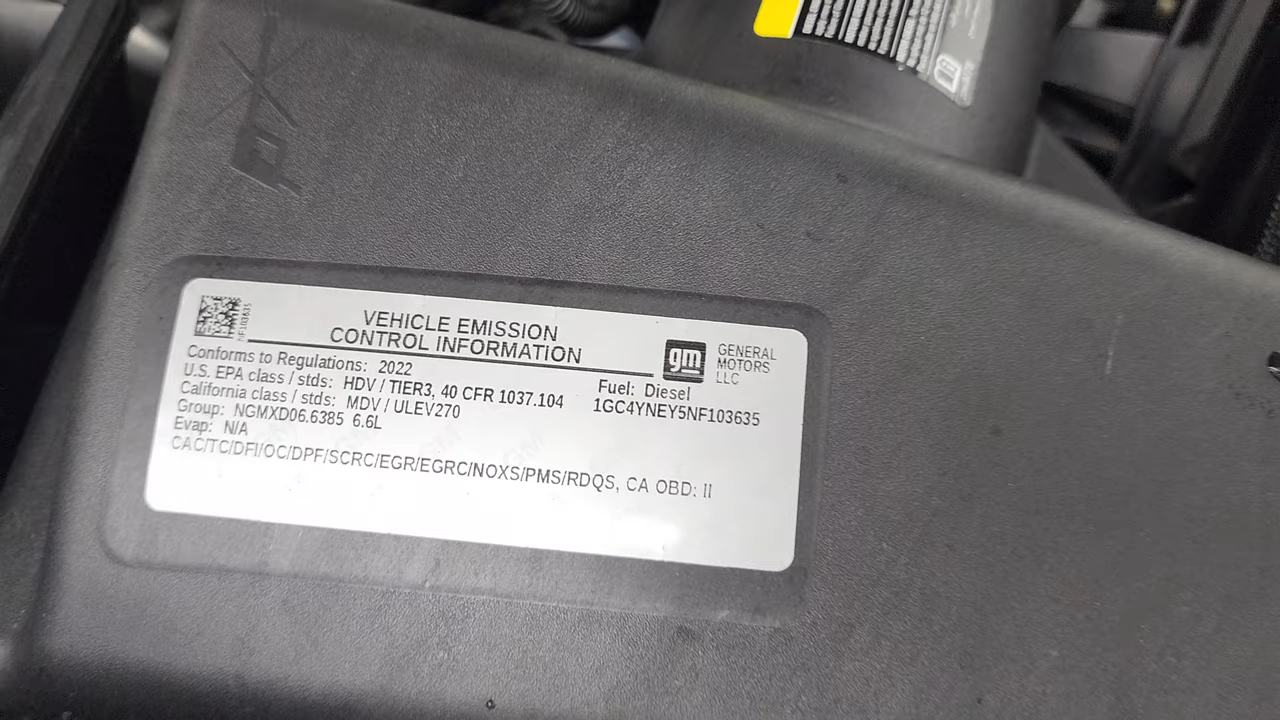 NF103635
VEHICLE EMISSION
CONTROL INFORMATION
gm
GENERAL
MOTORS
LLC
Conforms to Regulations: 2022
U.S. EPA class / stds: HDV / TIER3, 40 CFR 1037.104
California class / stds: MDV / ULEV270
Group: NGMXD06.6385 6.6L
Evap: N/A
Fuel: Diesel
1GC4YNEY5NF103635
CAC/TC/DFI/OC/DPF/SCRC/EGR/EGRC/NOXS/PMS/RDQS, CA OBD: II